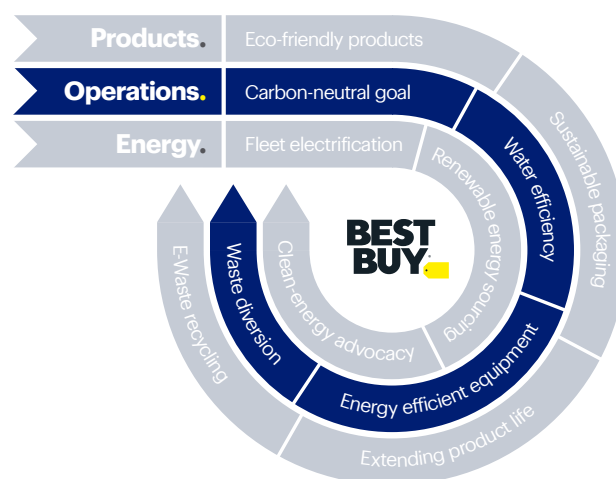 Products.
Eco-friendly products
Operations.
Carbon-neutral goal
Energy.
Fleet electrification
Sustainable packaging
Water efficiency
Renewable energy sourcing
BEST
BUY
E-Waste recycling
Waste diversion
Clean-energy advocacy
Energy efficient equipment
Extending product life